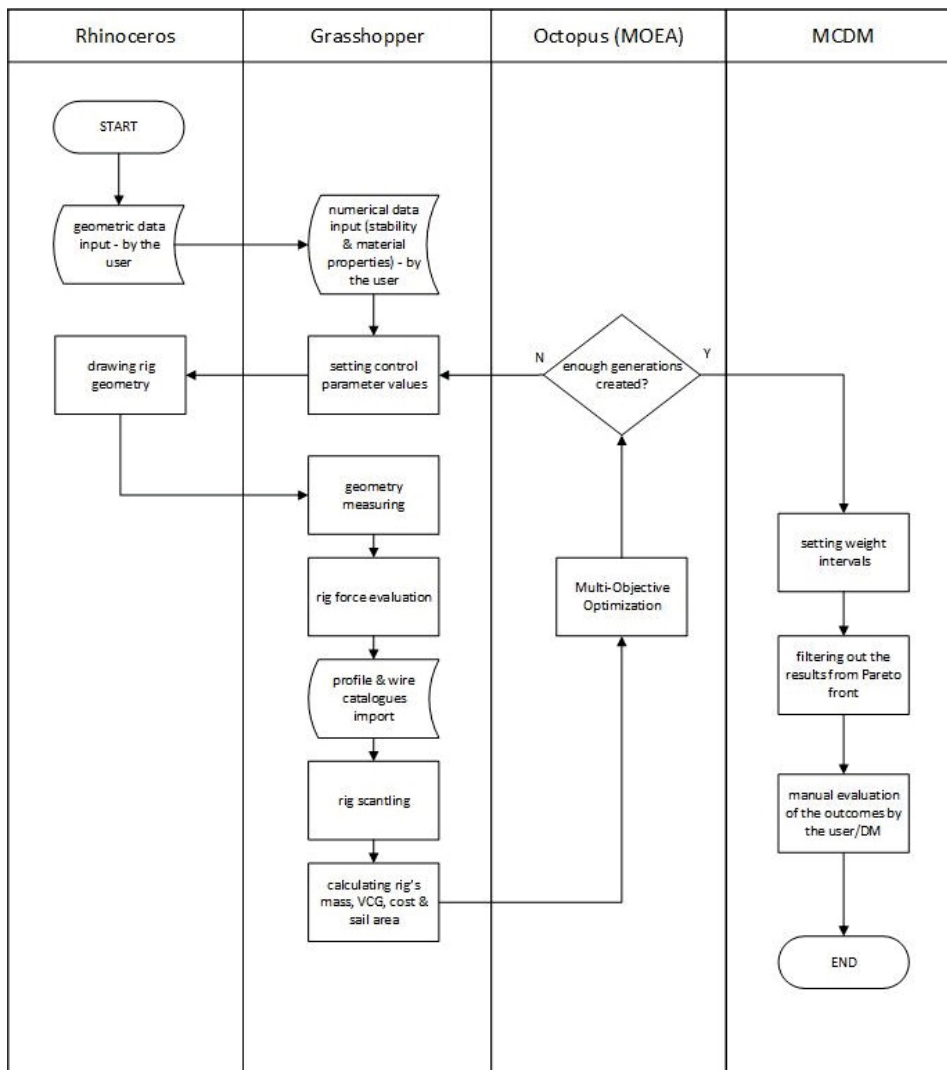 Rhinoceros
Grasshopper
Octopus (MOEA)
MCDM
START
geometric data
input - by the
user
numerical data
input (stability
& material
properties) - by
the user
drawing rig
geometry
setting control
parameter values
N
enough generations
created?
Y
geometry
measuring
rig force evaluation
profile & wire
catalogues
import
rig scantling
calculating rig's
mass, VCG, cost &
sail area
Multi-Objective
Optimization
setting weight
intervals
filtering out the
results from Pareto
front
manual evaluation
of the outcomes by
the user/DM
END